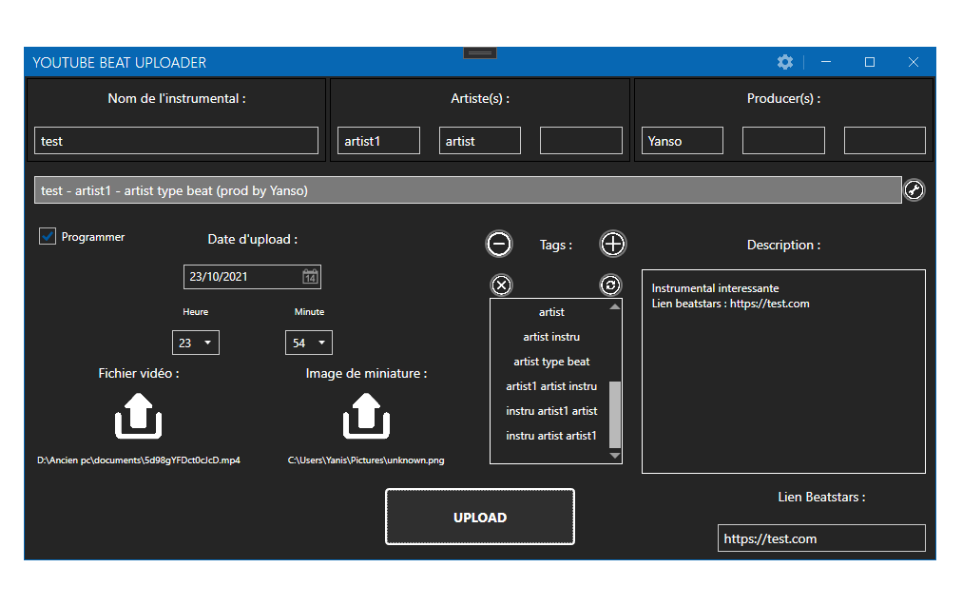 YOUTUBE BEAT UPLOADER
Nom de l'instrumental :
Artiste(s) :
Producer(s) :
test
artist1
artist
Yanso
test - artist1 - artist type beat (prod by Yanso)
Programmer
Date d'upload :
Tags :
Description :
23/10/2021
14
Heure
Minute
23
54
artist
artist instru
artist type beat
artist1 artist instru
instru artist1 artist
instru artist artist1
Instrumental interessante
Lien beatstars : https://test.com
Fichier vidéo :
Image de miniature :
D:\Ancien pc\documents\5d98gYFDct0cJcD.mp4
C:\Users\Yanis\Pictures\unknown.png
UPLOAD
Lien Beatstars :
https://test.com